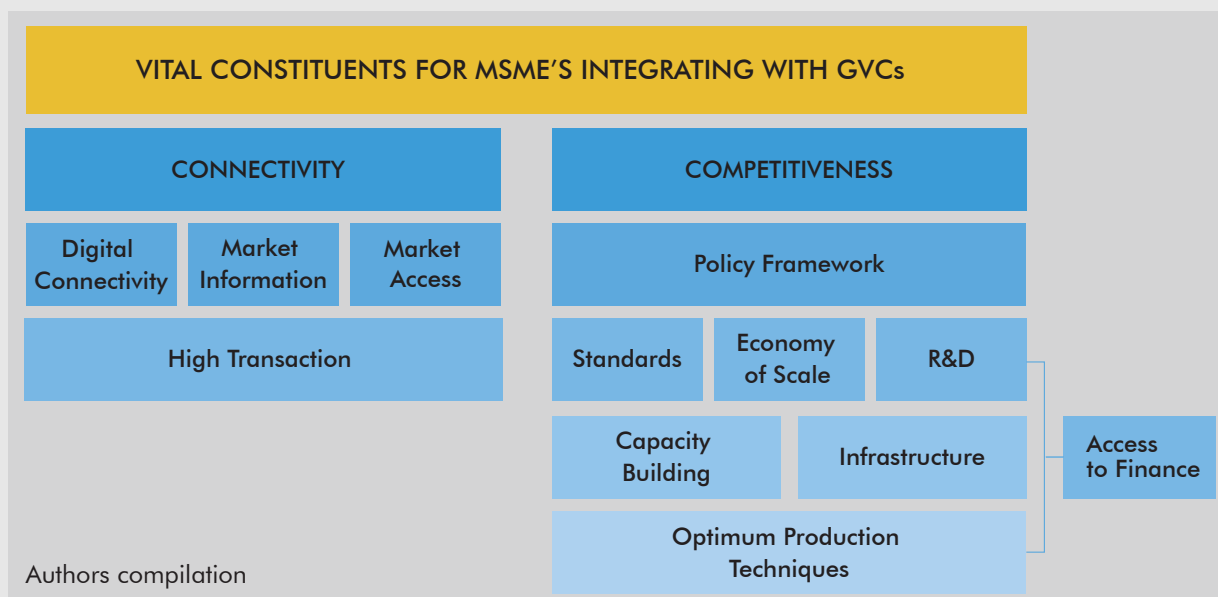 VITAL CONSTITUENTS FOR MSME’S INTEGRATING WITH GVCs
CONNECTIVITY
Digital
Connectivity
Market
Information
Market
Access
High Transaction
COMPETITIVENESS
Policy Framework
Standards
Economy
of Scale
R&D
Capacity
Building
Infrastructure
Optimum Production
Techniques
Access
to Finance
Authors compilation